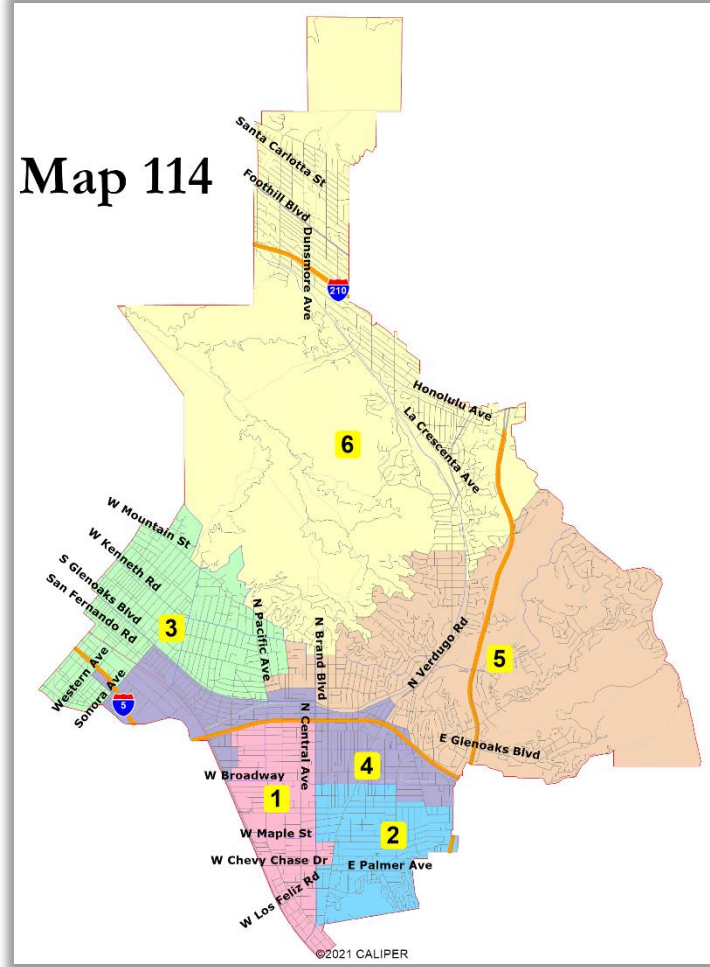 Map 114
Santa Carlotta St
Foothill Blvd
Dunsmore Ave
210
Honolulu Ave
La Crescenta Ave
6
W Mountain St
W Kenneth Rd
S Glenoaks Blvd
San Fernando Rd
3
N Pacific Ave
N Brand Blvd
N Verdugo Rd
5
Western Ave
Sonora Ave
5
N Central Ave
E Glenoaks Blvd
4
W Broadway
1
W Maple St
2
W Chevy Chase Dr
E Palmer Ave
W Los Feliz Rd
©2021 CALIPER